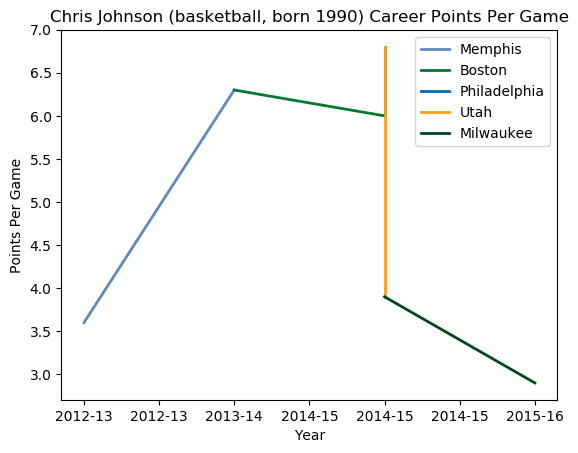 Chris Johnson (basketball, born 1990) Career Points Per Game
7.0
6.5
6.0
5.5
5.0
4.5
4.0
3.5
3.0
Points Per Game
Memphis
Boston
Philadelphia
Utah
Milwaukee
2012-13 2012-13 2013-14 2014-15 2014-15 2014-15 2015-16
Year